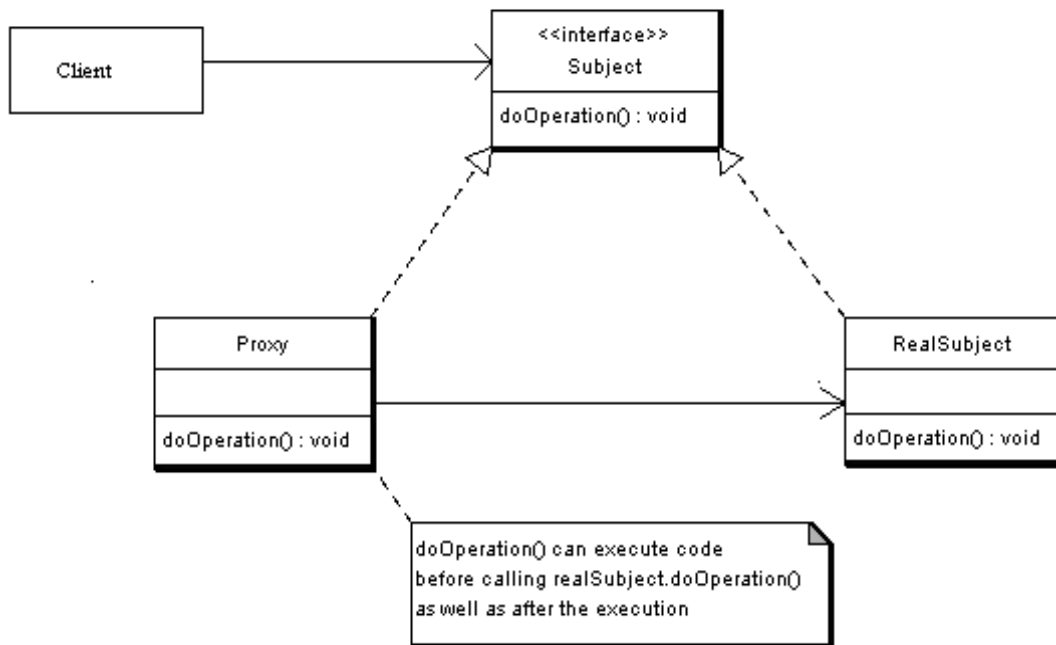 Client
<<interface>>
Subject
doOperation() : void
Proxy
doOperation() : void
RealSubject
doOperation() : void
doOperation() can execute code
before calling realSubject.doOperation()
as well as after the execution